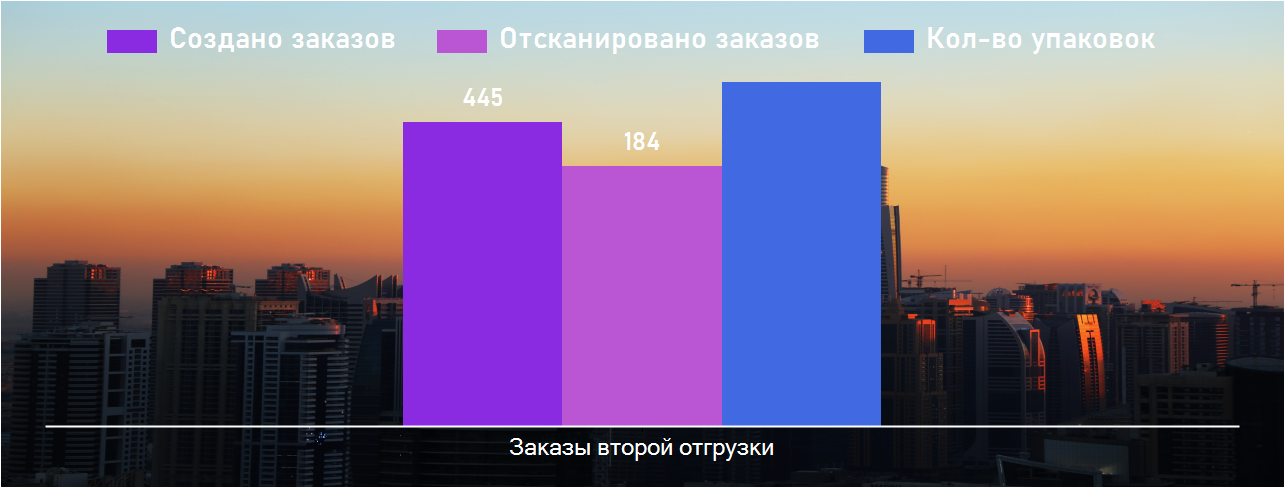 Создано заказов Отсканировано заказов Кол-во упаковок
445
184
Заказы второй отгрузки